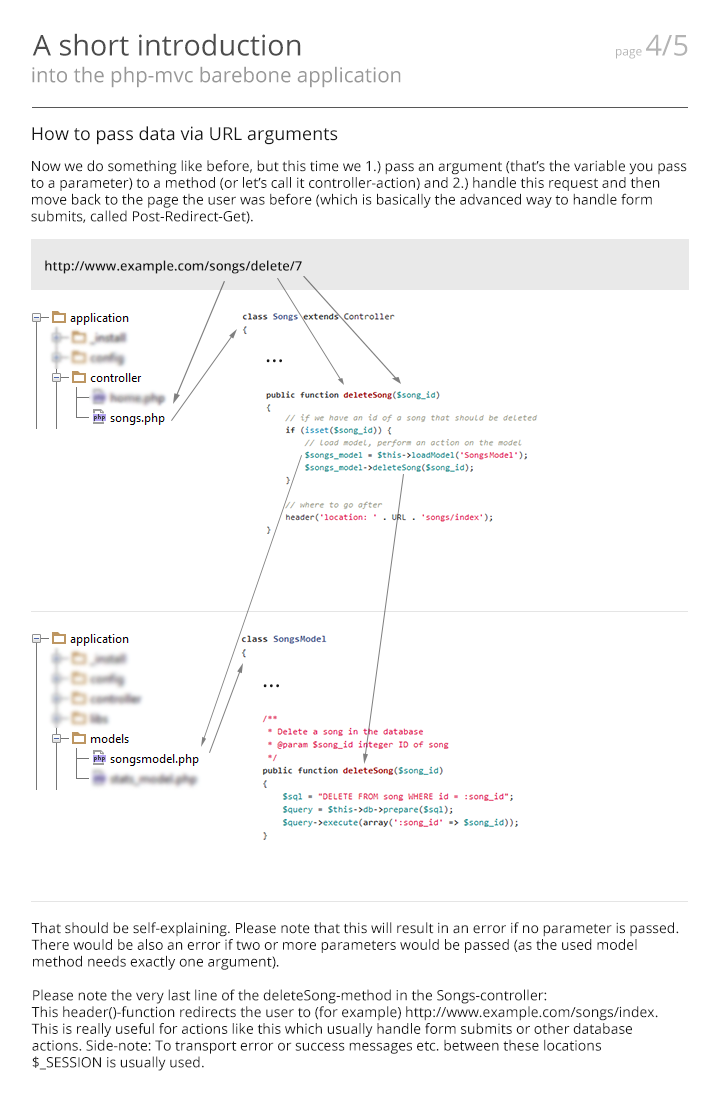 A short introduction
page 4/5
into the php-mvc barebone application
How to pass data via URL arguments
Now we do something like before, but this time we 1.) pass an argument (that's the variable you pass
to a parameter) to a method (or let's call it controller-action) and 2.) handle this request and then
move back to the page the user was before (which is basically the advanced way to handle form
submits, called Post-Redirect-Get).
http://www.example.com/songs/delete/7
application
_install
config
controller
home.php
php songs.php
class Songs extends Controller
{
...
public function deleteSong($song_id)
{
// if we have an id of a song that should be deleted
if (isset($song_id)) {
// load model, perform an action on the model
$songs_model = $this->loadModel('SongsModel');
$songs_model->deleteSong($song_id);
}
// where to go after
header('location: ' . URL . 'songs/index');
}
application
_install
config
controller
libs
models
php songsmodel.php
stats_model.php
class SongsModel
{
...
/**
* Delete a song in the database
* @param $song_id integer ID of song
*/
public function deleteSong($song_id)
{
$sql = "DELETE FROM song WHERE id = :song_id";
$query = $this->db->prepare($sql);
$query->execute(array(':song_id' => $song_id));
}
That should be self-explaining. Please note that this will result in an error if no parameter is passed.
There would be also an error if two or more parameters would be passed (as the used model
method needs exactly one argument).
Please note the very last line of the deleteSong-method in the Songs-controller:
This header()-function redirects the user to (for example) http://www.example.com/songs/index.
This is really useful for actions like this which usually handle form submits or other database
actions. Side-note: To transport error or success messages etc. between these locations
$_SESSION is usually used.